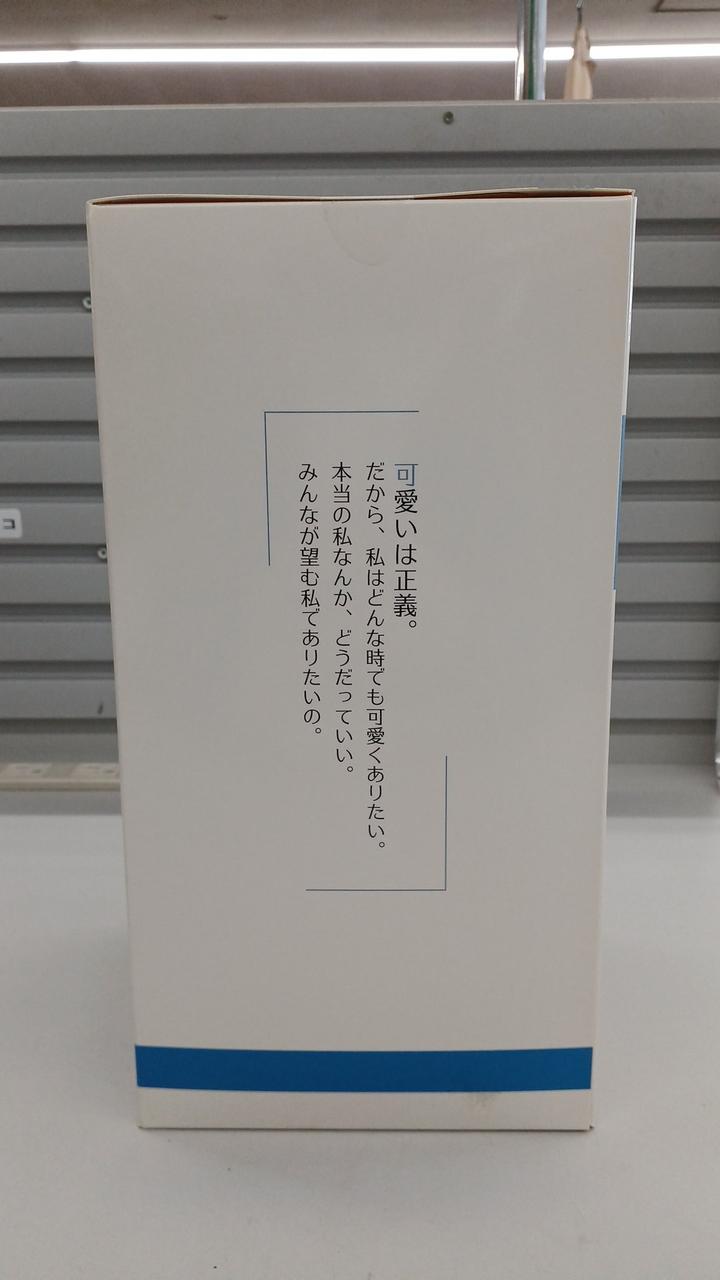 可愛いは正義。
だから、私はどんな時でも可愛くありたい。
本当の私なんか、どうだっていい。
みんなが望む私でありたいの。
コ